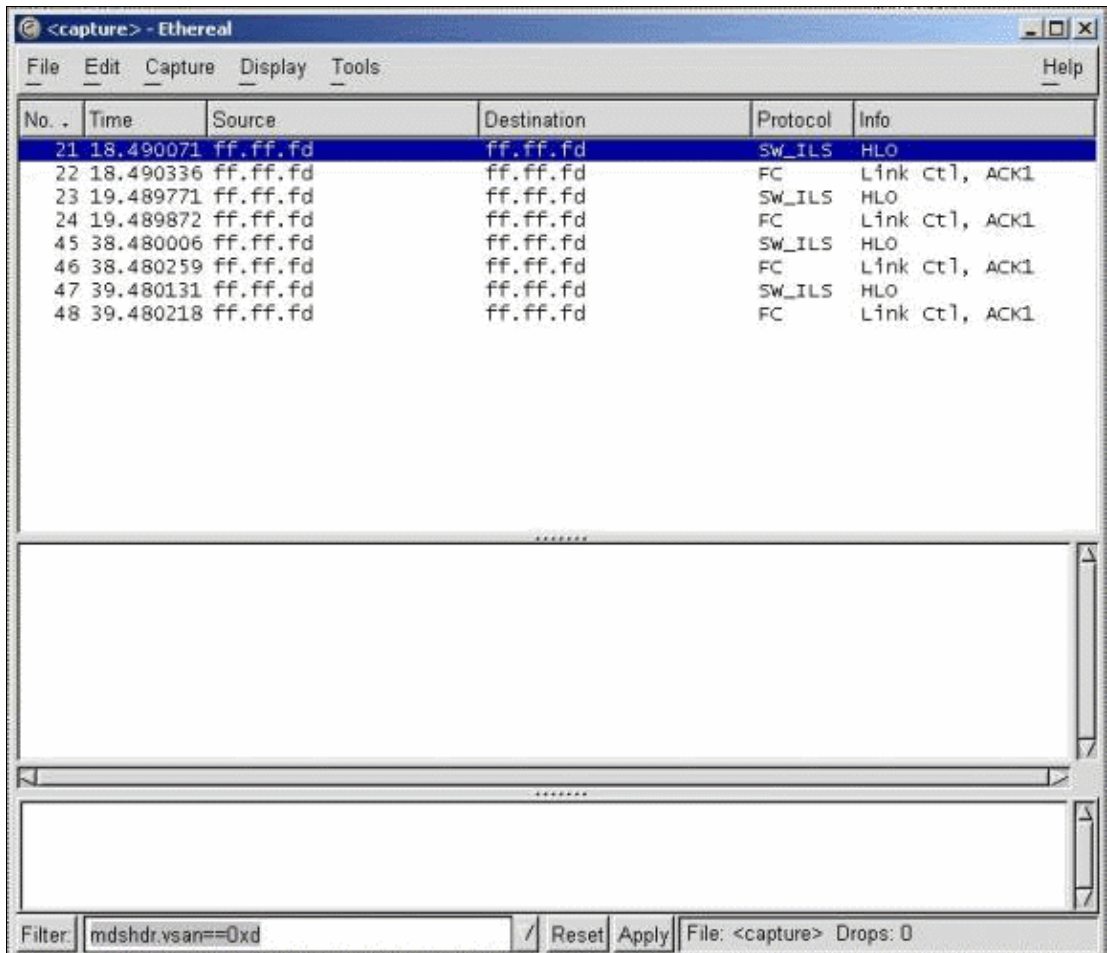 <capture> - Ethereal
File Edit Capture Display Tools Help
No. . Time Source Destination Protocol Info
21 18.490071 ff.ff.fd ff.ff.fd SW_ILS HLO
22 18.490336 ff.ff.fd ff.ff.fd FC Link Ctl, ACK1
23 19.489771 ff.ff.fd ff.ff.fd SW_ILS HLO
24 19.489872 ff.ff.fd ff.ff.fd FC Link Ctl, ACK1
45 38.480006 ff.ff.fd ff.ff.fd SW_ILS HLO
46 38.480259 ff.ff.fd ff.ff.fd FC Link Ctl, ACK1
47 39.480131 ff.ff.fd ff.ff.fd SW_ILS HLO
48 39.480218 ff.ff.fd ff.ff.fd FC Link Ctl, ACK1
Filter: mdshdr.vsan==0xd / Reset Apply File: <capture> Drops: 0